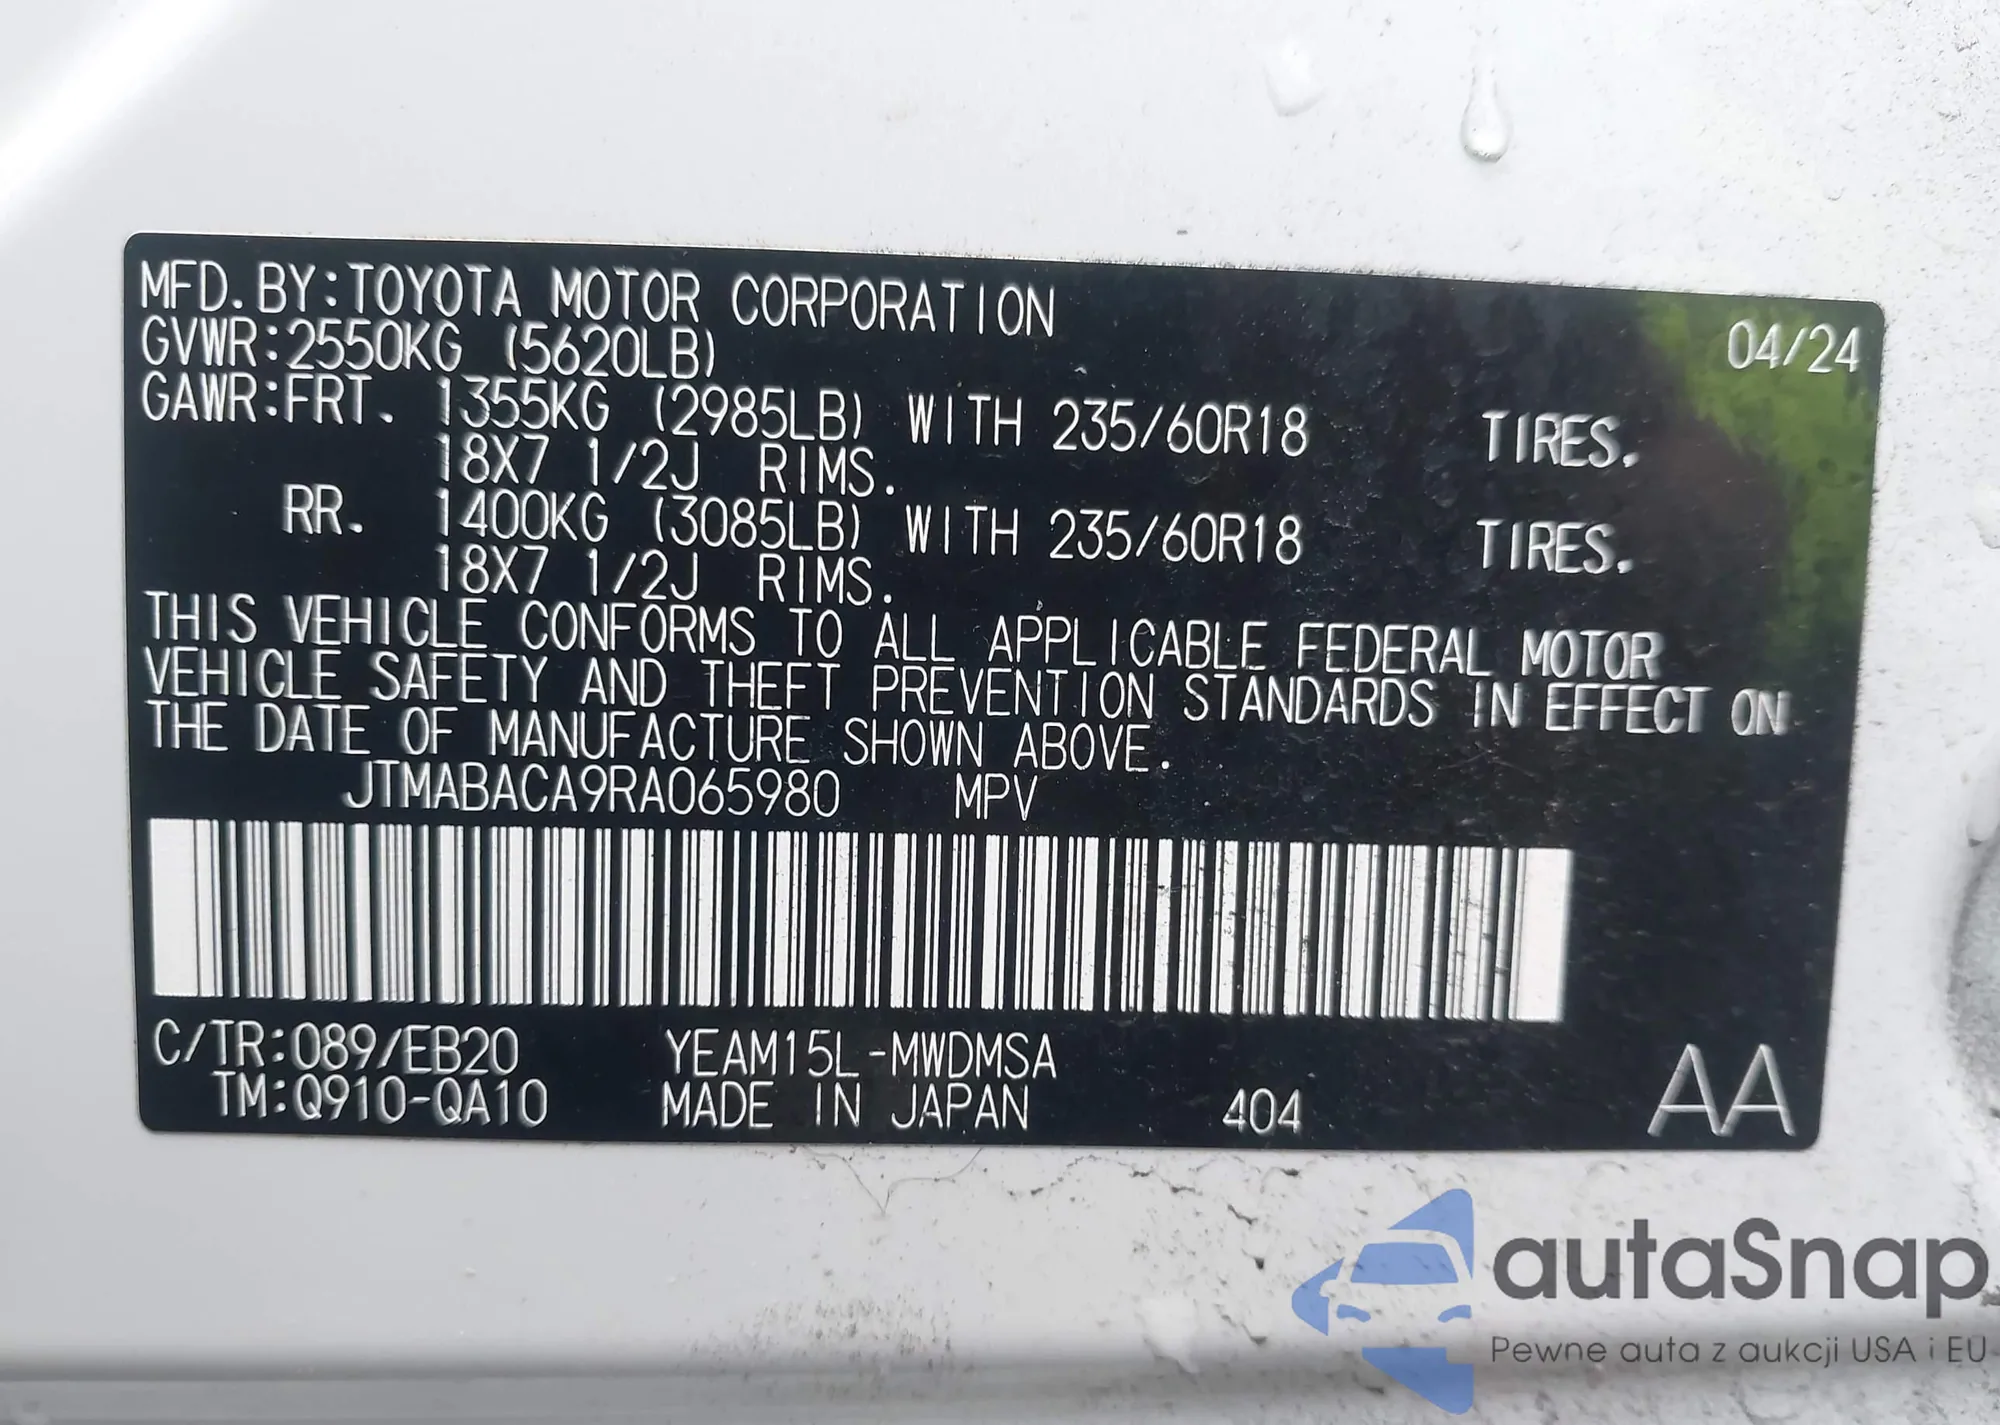 MFD. BY:TOYOTA MOTOR CORPORATION 04/24
GVWR:2550KG (5620LB)
GAWR:FRT. 1355KG (2985LB) WITH 235/60R18 TIRES.
18X7 1/2J RIMS.
RR. 1400KG (3085LB) WITH 235/60R18 TIRES.
18X7 1/2J RIMS.
THIS VEHICLE CONFORMS TO ALL APPLICABLE FEDERAL MOTOR
VEHICLE SAFETY AND THEFT PREVENTION STANDARDS IN EFFECT ON
THE DATE OF MANUFACTURE SHOWN ABOVE.
JTMABACA9RA065980 MPV
C/TR:089/EB20 YEAM15L-MWDMSA
TM:Q910-QA10 MADE IN JAPAN 404 AA
autaSnap
Pewne auta z aukcji USA i EU